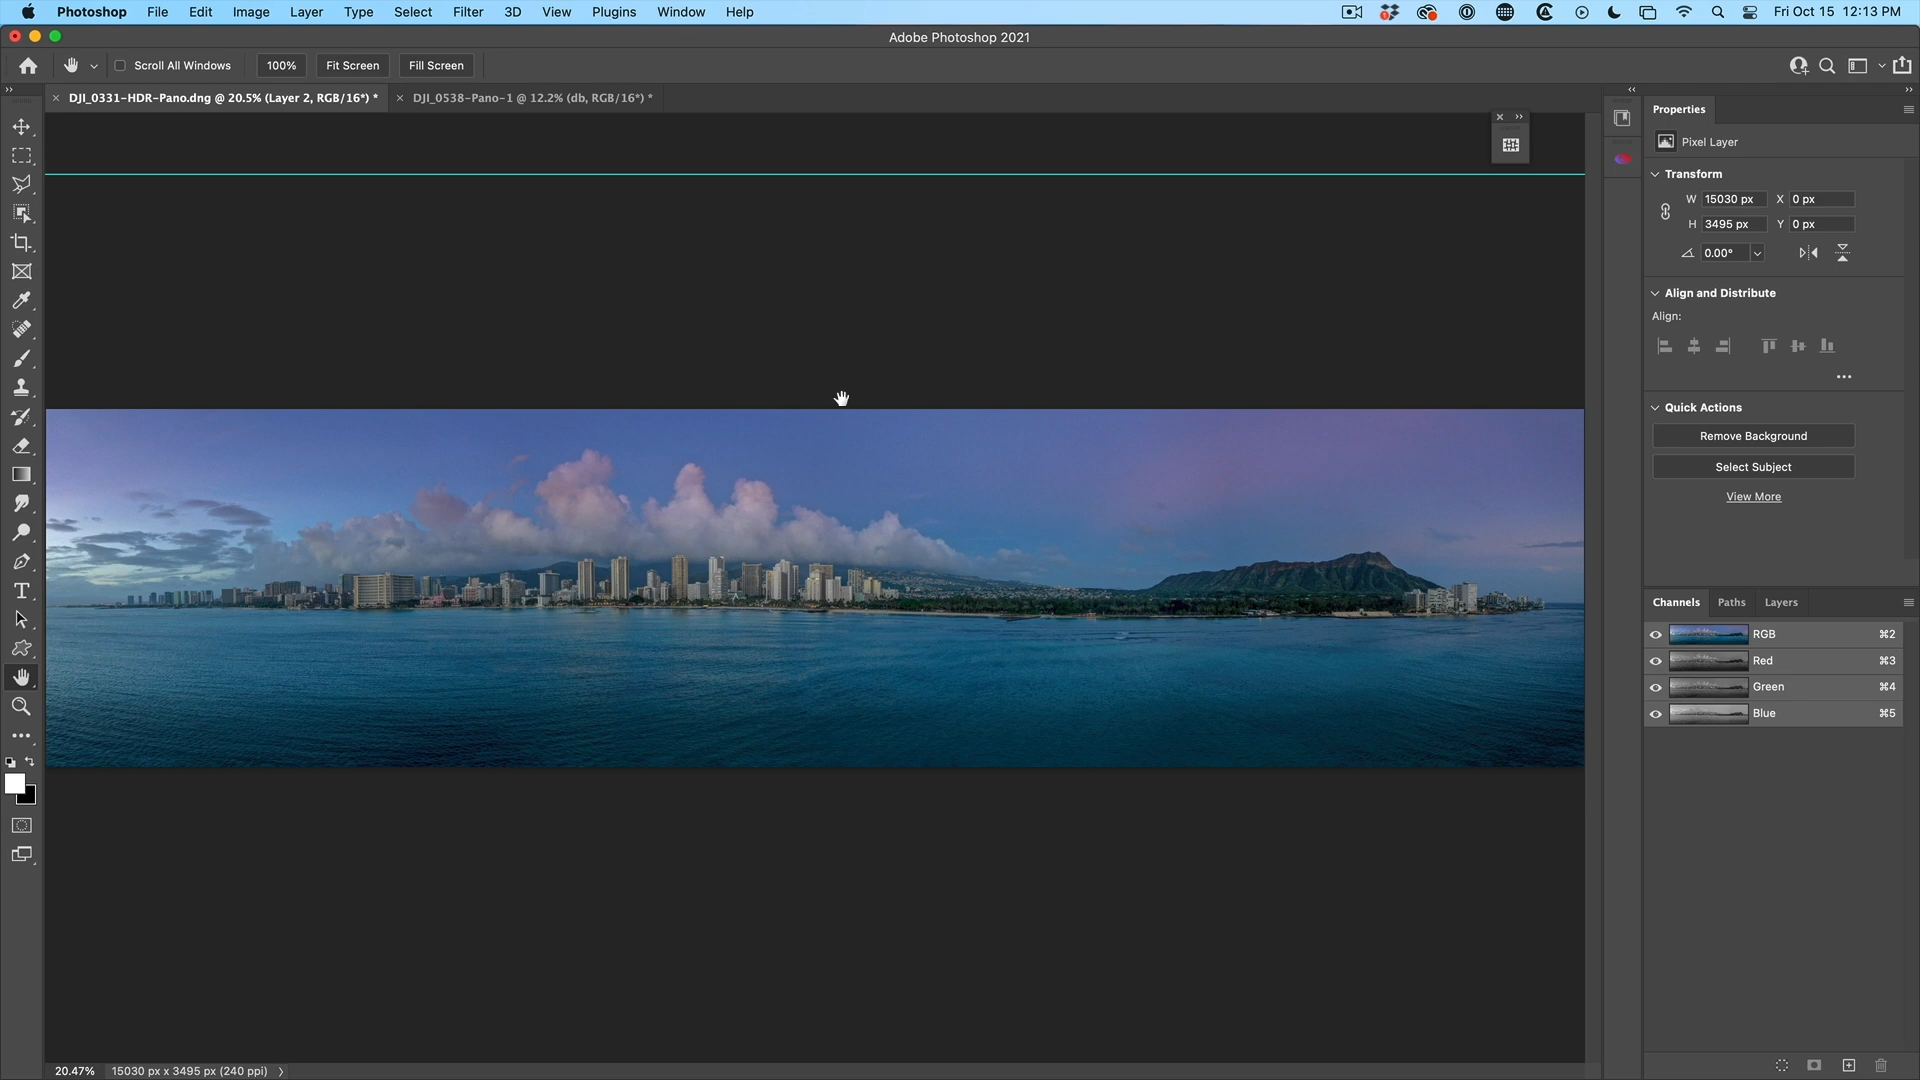 Photoshop File Edit Image Layer Type Select Filter 3D View Plugins Window Help Fri Oct 15 12:13 PM
Adobe Photoshop 2021
Scroll All Windows 100% Fit Screen Fill Screen
DJI_0331-HDR-Pano.dng @ 20.5% (Layer 2, RGB/16*) * DJI_0538-Pano-1 @ 12.2% (db, RGB/16*) *
Properties
Pixel Layer
Transform
W 15030 px X 0 px
H 3495 px Y 0 px
0.00°
Align and Distribute
Align:
Quick Actions
Remove Background
Select Subject
View More
Channels Paths Layers
RGB ⌘2
Red ⌘3
Green ⌘4
Blue ⌘5
20.47% 15030 px x 3495 px (240 ppi)